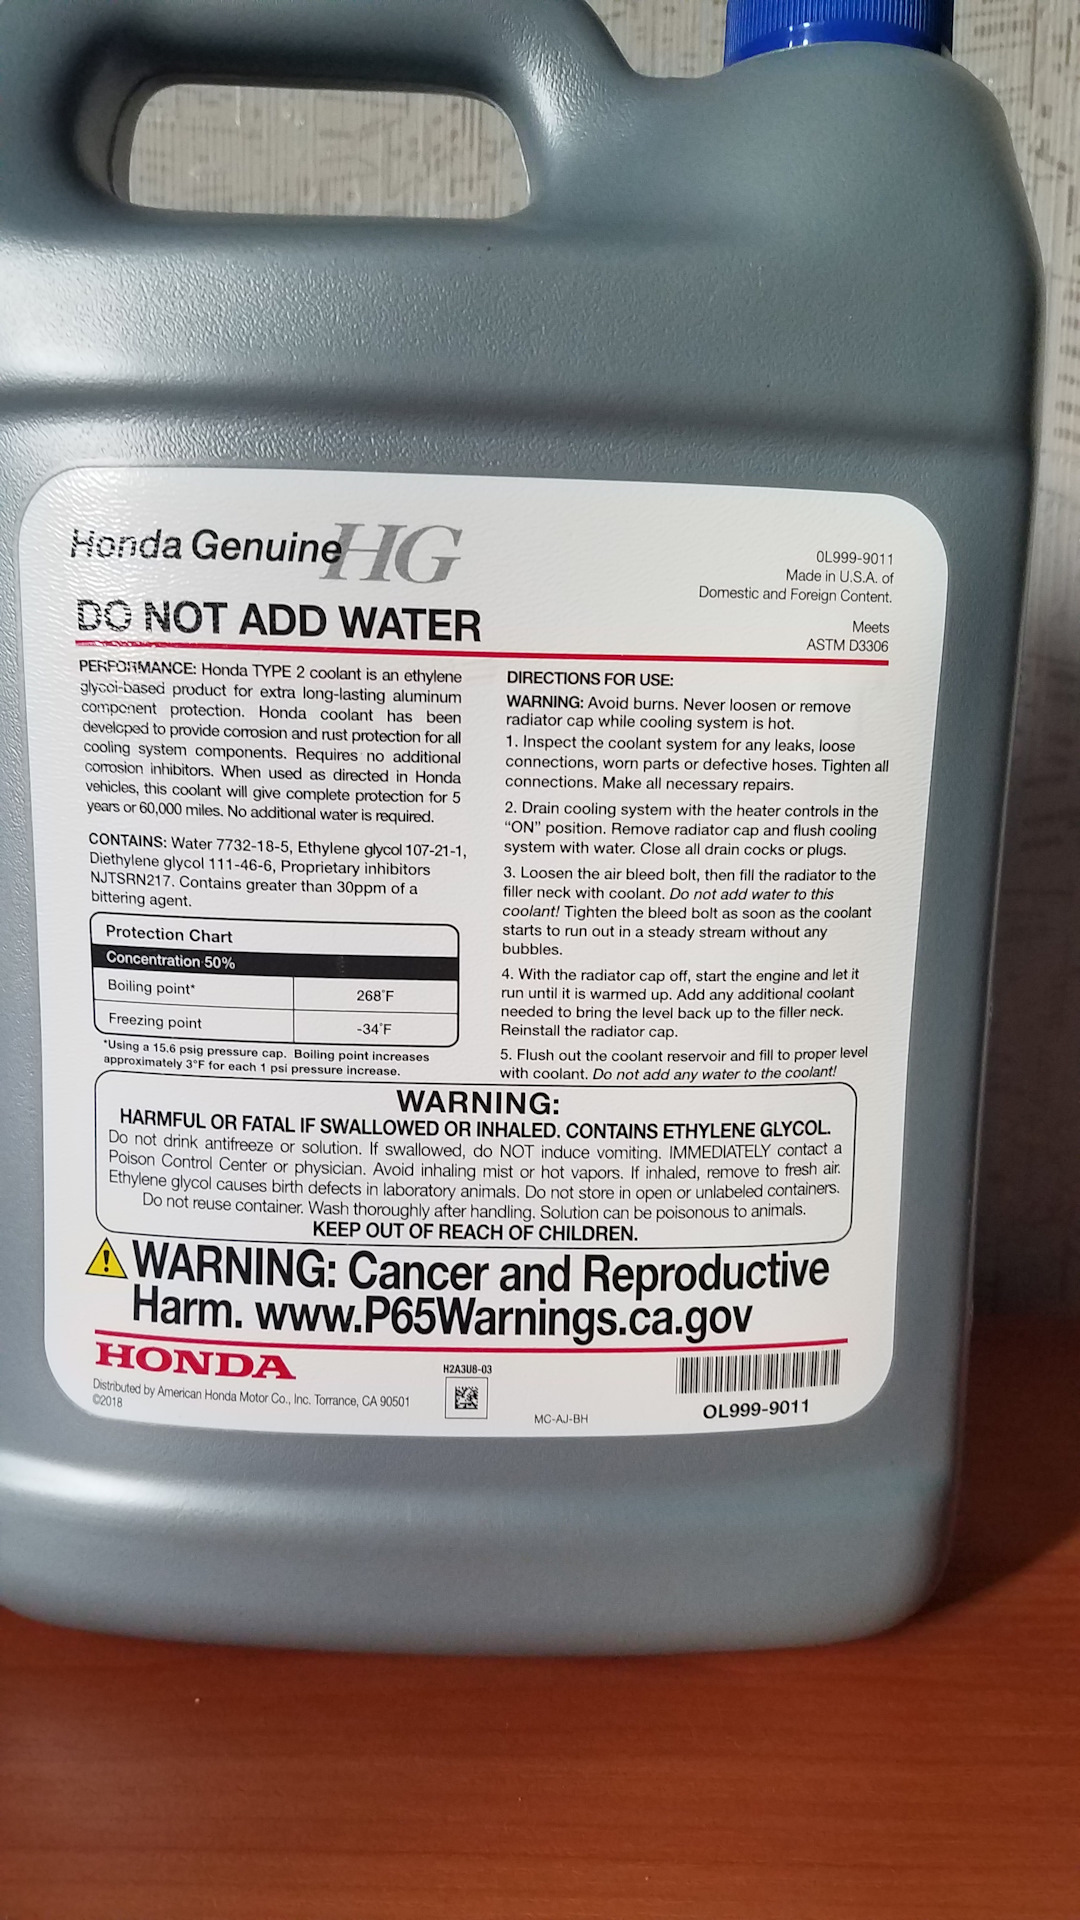 Honda Genuine HG
DO NOT ADD WATER
0L999-9011
Made in U.S.A. of
Domestic and Foreign Content.
Meets
ASTM D3306
PERFORMANCE: Honda TYPE 2 coolant is an ethylene
glycol-based product for extra long-lasting aluminum
component protection. Honda coolant has been
developed to provide corrosion and rust protection for all
cooling system components. Requires no additional
corrosion inhibitors. When used as directed in Honda
vehicles, this coolant will give complete protection for 5
years or 60,000 miles. No additional water is required.
CONTAINS: Water 7732-18-5, Ethylene glycol 107-21-1,
Diethylene glycol 111-46-6, Proprietary inhibitors
NJTSRN217. Contains greater than 30ppm of a
bittering agent.
Protection Chart
Concentration 50%
Boiling point* 268°F
Freezing point -34°F
*Using a 15.6 psig pressure cap. Boiling point increases
approximately 3°F for each 1 psi pressure increase.
DIRECTIONS FOR USE:
WARNING: Avoid burns. Never loosen or remove
radiator cap while cooling system is hot.
1. Inspect the coolant system for any leaks, loose
connections, worn parts or defective hoses. Tighten all
connections. Make all necessary repairs.
2. Drain cooling system with the heater controls in the
“ON” position. Remove radiator cap and flush cooling
system with water. Close all drain cocks or plugs.
3. Loosen the air bleed bolt, then fill the radiator to the
filler neck with coolant. Do not add water to this
coolant! Tighten the bleed bolt as soon as the coolant
starts to run out in a steady stream without any
bubbles.
4. With the radiator cap off, start the engine and let it
run until it is warmed up. Add any additional coolant
needed to bring the level back up to the filler neck.
Reinstall the radiator cap.
5. Flush out the coolant reservoir and fill to proper level
with coolant. Do not add any water to the coolant!
WARNING:
HARMFUL OR FATAL IF SWALLOWED OR INHALED. CONTAINS ETHYLENE GLYCOL.
Do not drink antifreeze or solution. If swallowed, do NOT induce vomiting. IMMEDIATELY contact a
Poison Control Center or physician. Avoid inhaling mist or hot vapors. If inhaled, remove to fresh air.
Ethylene glycol causes birth defects in laboratory animals. Do not store in open or unlabeled containers.
Do not reuse container. Wash thoroughly after handling. Solution can be poisonous to animals.
KEEP OUT OF REACH OF CHILDREN.
WARNING: Cancer and Reproductive
Harm. www.P65Warnings.ca.gov
HONDA
Distributed by American Honda Motor Co., Inc. Torrance, CA 90501
©2018
H2A3U8-03
MC-AJ-BH
OL999-9011